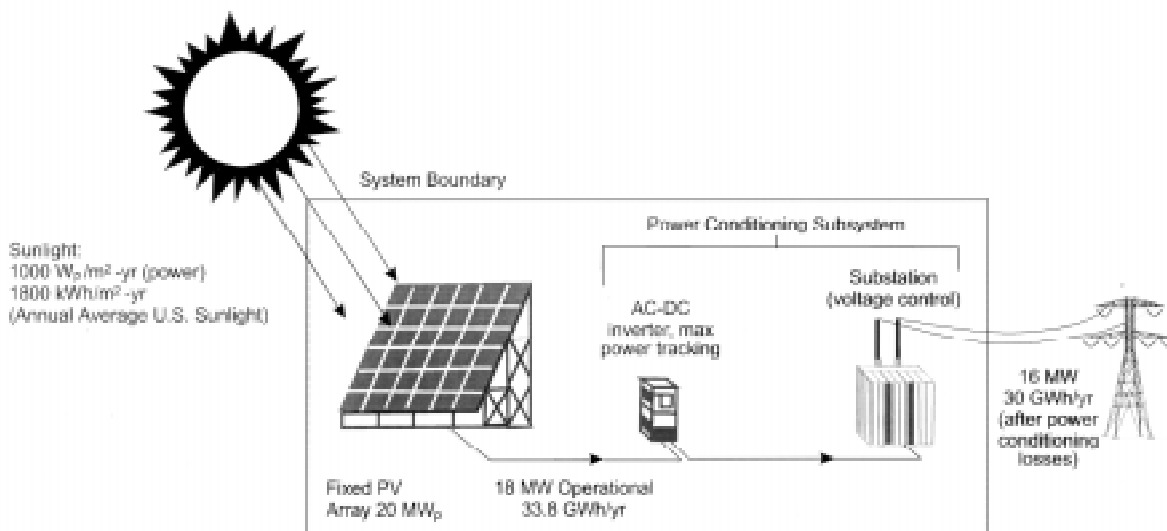 System Boundary
Power Conditioning Subsystem
Sunlight:
1000 Wp/m² -yr (power)
1800 kWh/m² -yr
(Annual Average U.S. Sunlight)
Substation
(voltage control)
AC-DC
inverter, max
power tracking
16 MW
30 GWh/yr
(after power
conditioning
losses)
Fixed PV
Array 20 MWp
18 MW Operational
33.8 GWh/yr